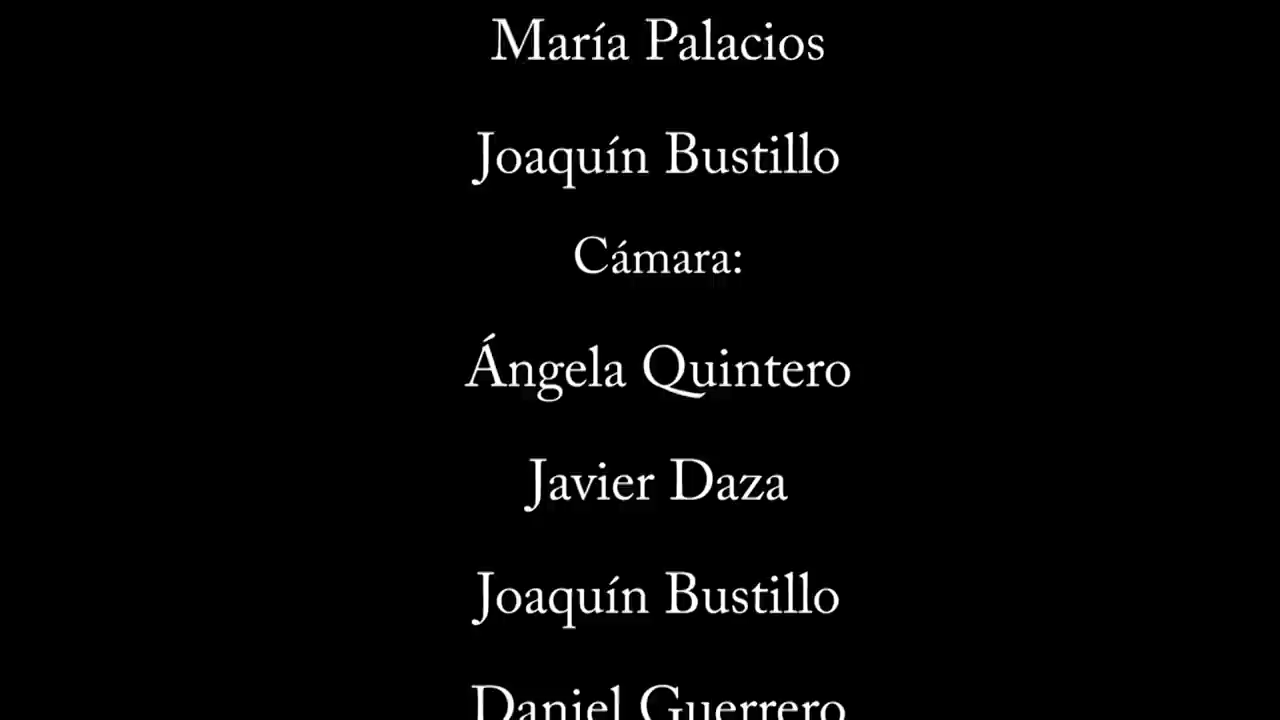 María Palacios
Joaquín Bustillo
Cámara:
Ángela Quintero
Javier Daza
Joaquín Bustillo
Daniel Guerrero